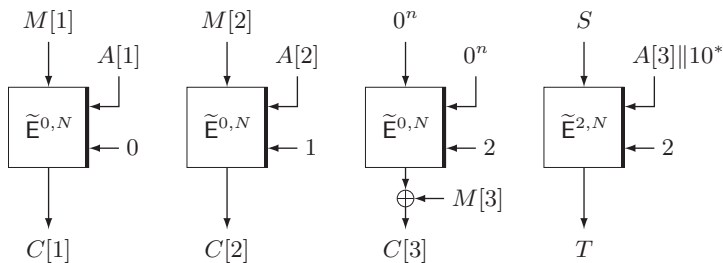 M[1] M[2] 0^n S
A[1] A[2] 0^n A[3]‖10*
Ẽ^{0,N} Ẽ^{0,N} Ẽ^{0,N} Ẽ^{2,N}
0 1 2 2
M[3]
C[1] C[2] C[3] T